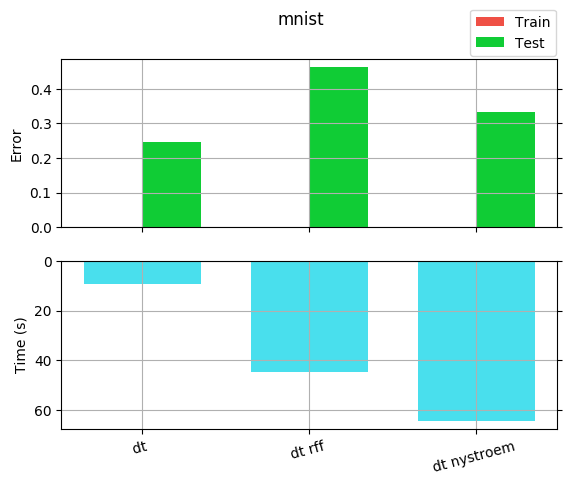 mnist
Train
Test
0.4
0.3
0.2
0.1
0.0
Error
0
20
40
60
Time (s)
dt
dt rff
dt nystroem